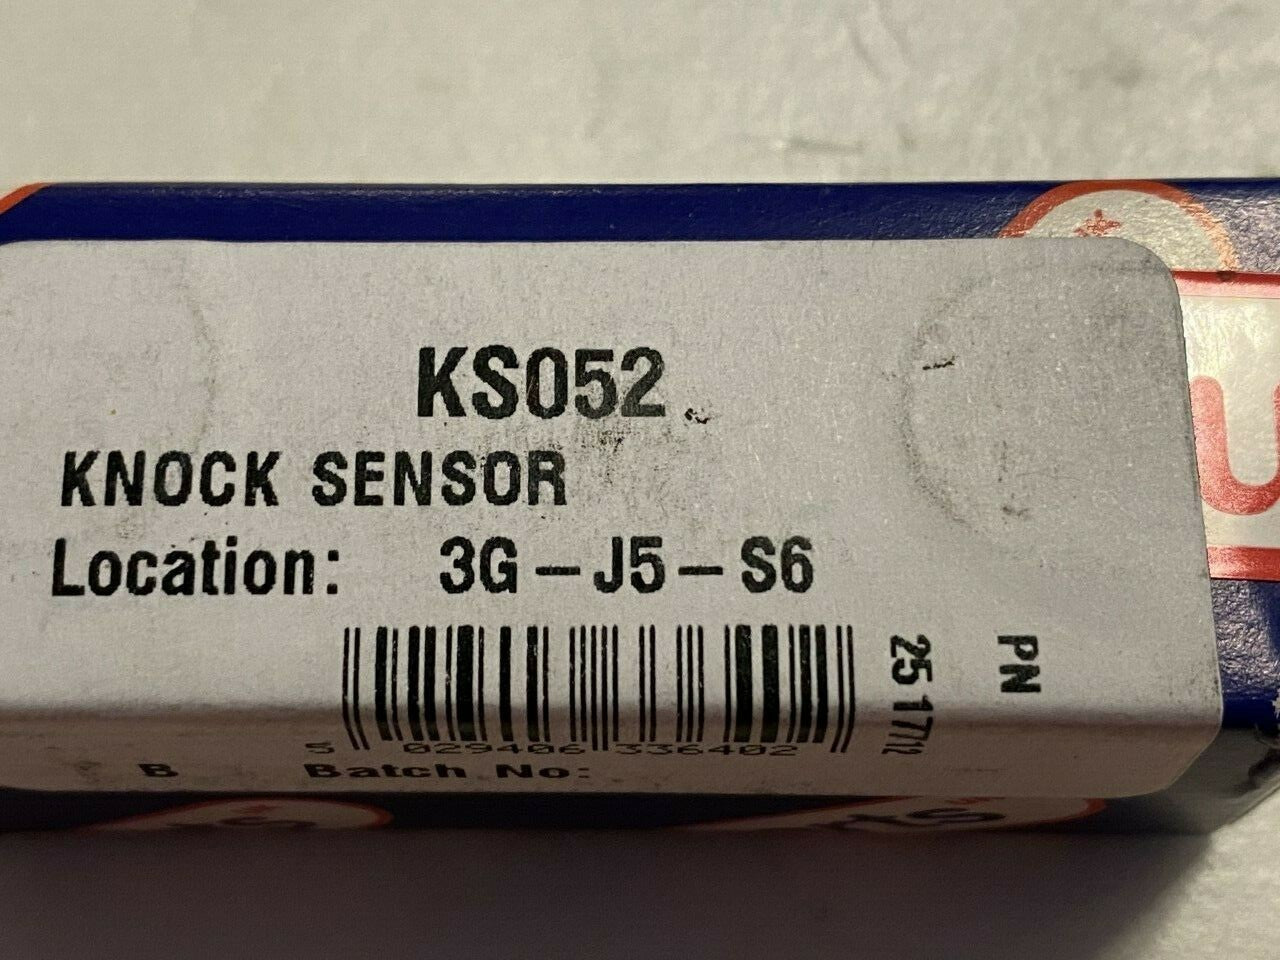 KS052
KNOCK SENSOR
Location: 3G-J5-S6
5 029406 336402
B Batch No:
PN
25 17712
U